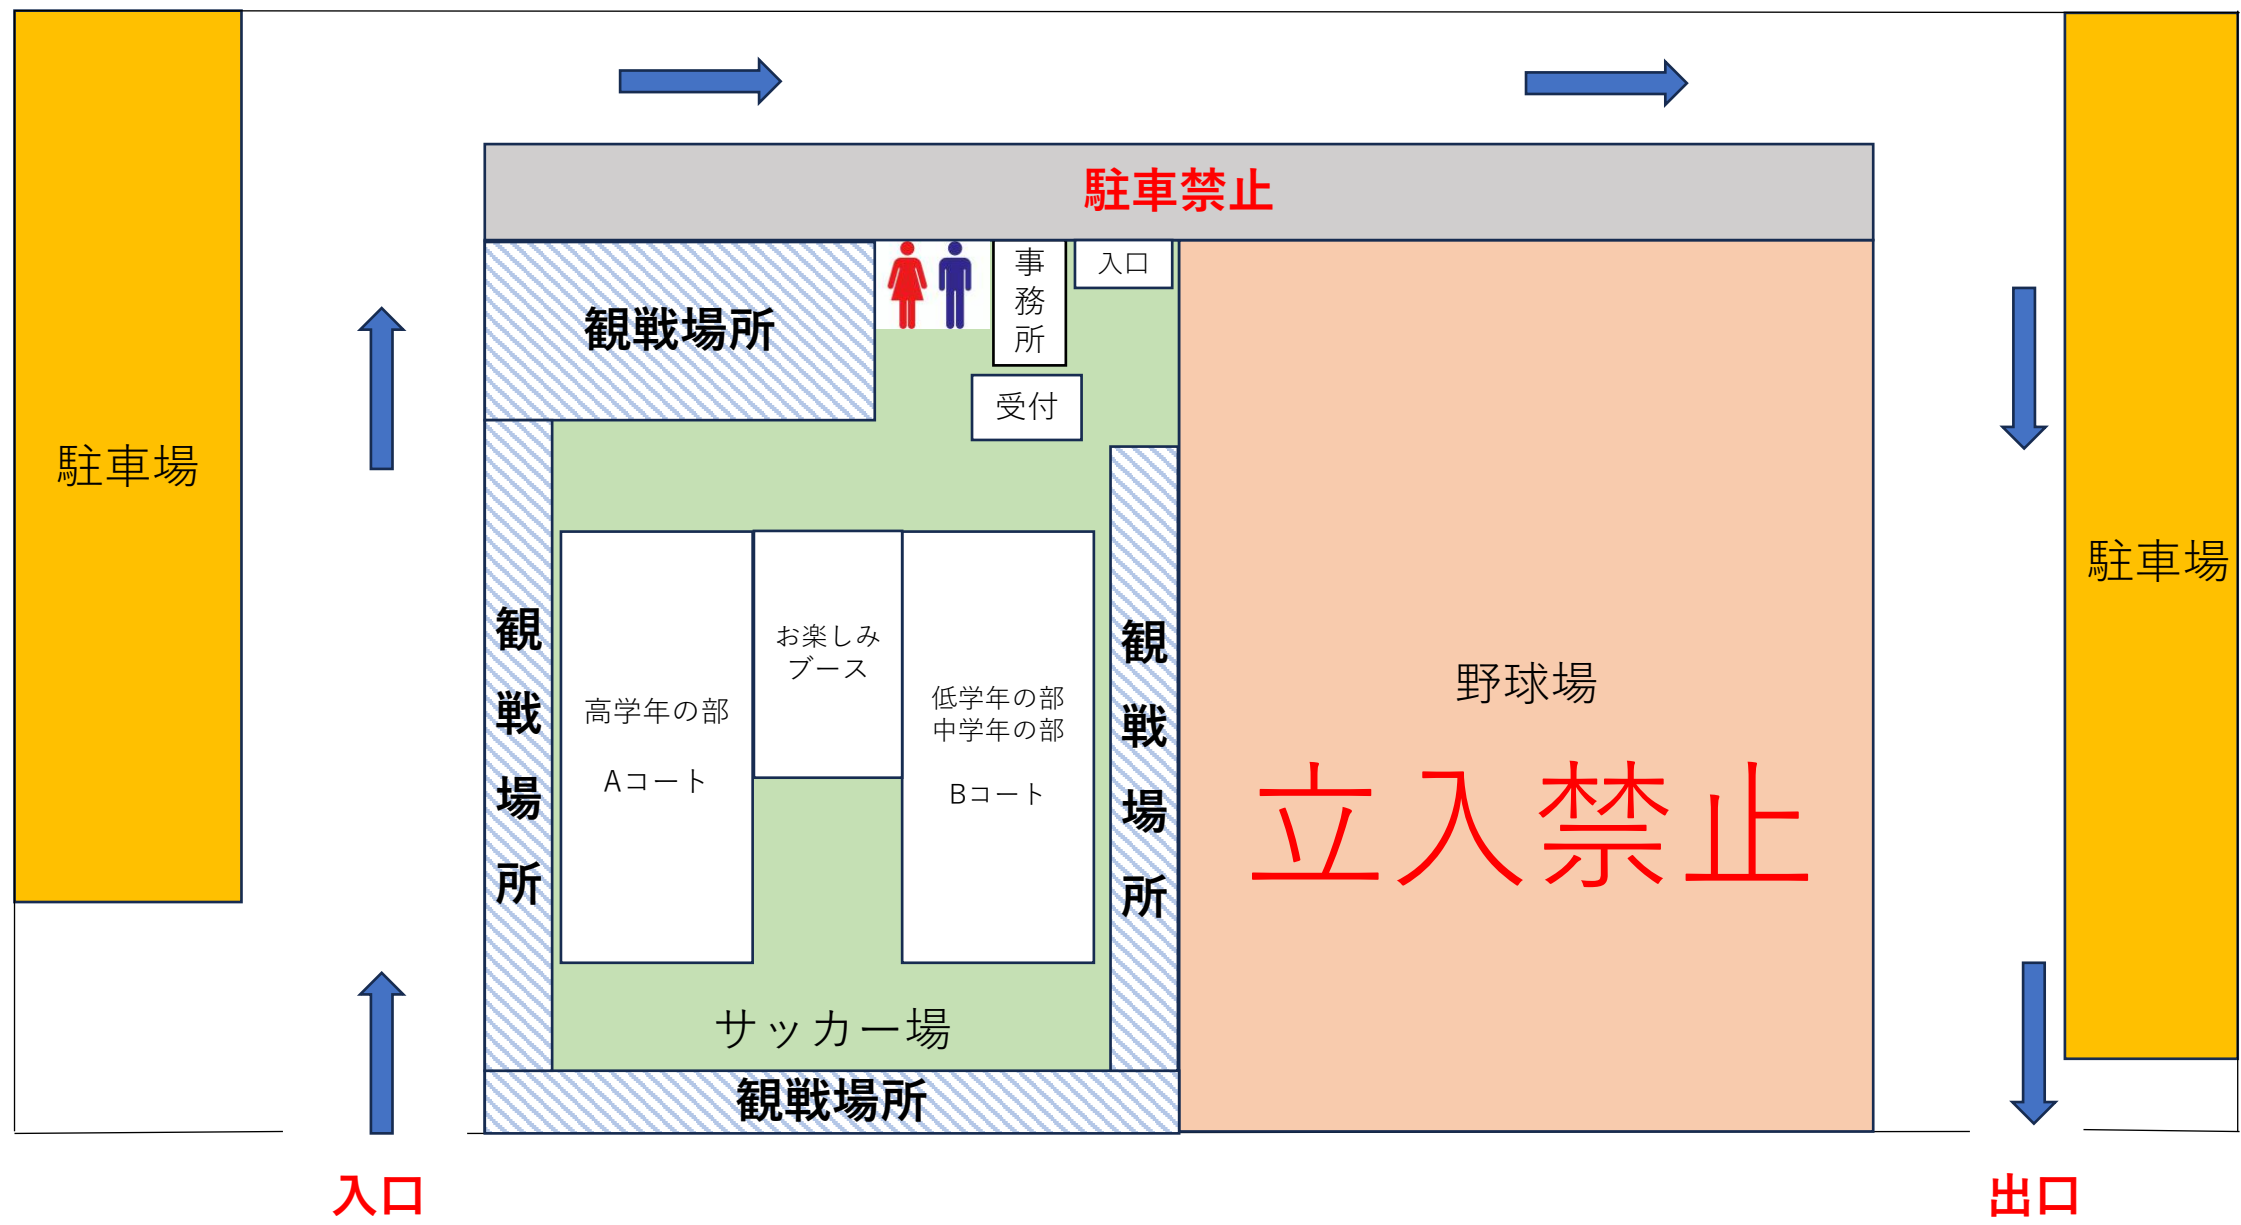 駐車禁止
観戦場所
事務所
入口
受付
駐車場
駐車場
観戦場所
高学年の部
Aコート
お楽しみ
ブース
低学年の部
中学年の部
Bコート
観戦場所
野球場
立入禁止
サッカー場
観戦場所
入口
出口